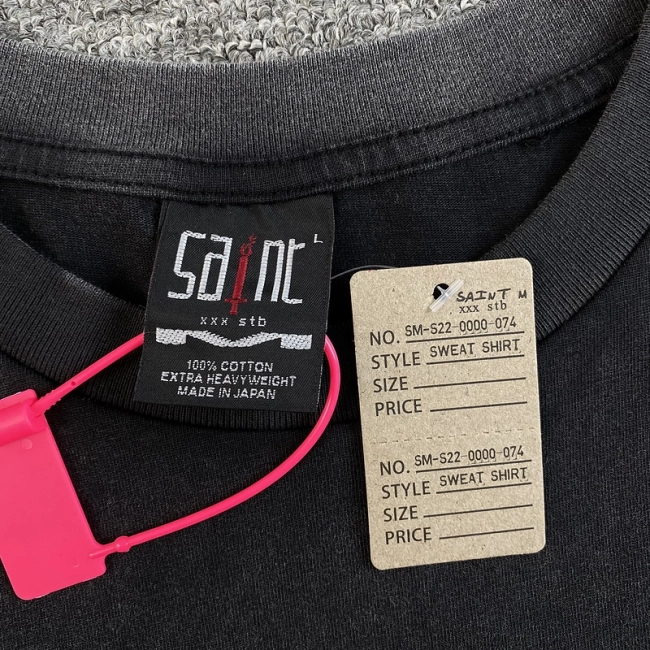 saint L
xxx stb
100% COTTON
EXTRA HEAVYWEIGHT
MADE IN JAPAN
SAINT M
xxx stb
NO. SM-S22-0000-074
STYLE SWEAT SHIRT
SIZE
PRICE
NO. SM-S22-0000-074
STYLE SWEAT SHIRT
SIZE
PRICE